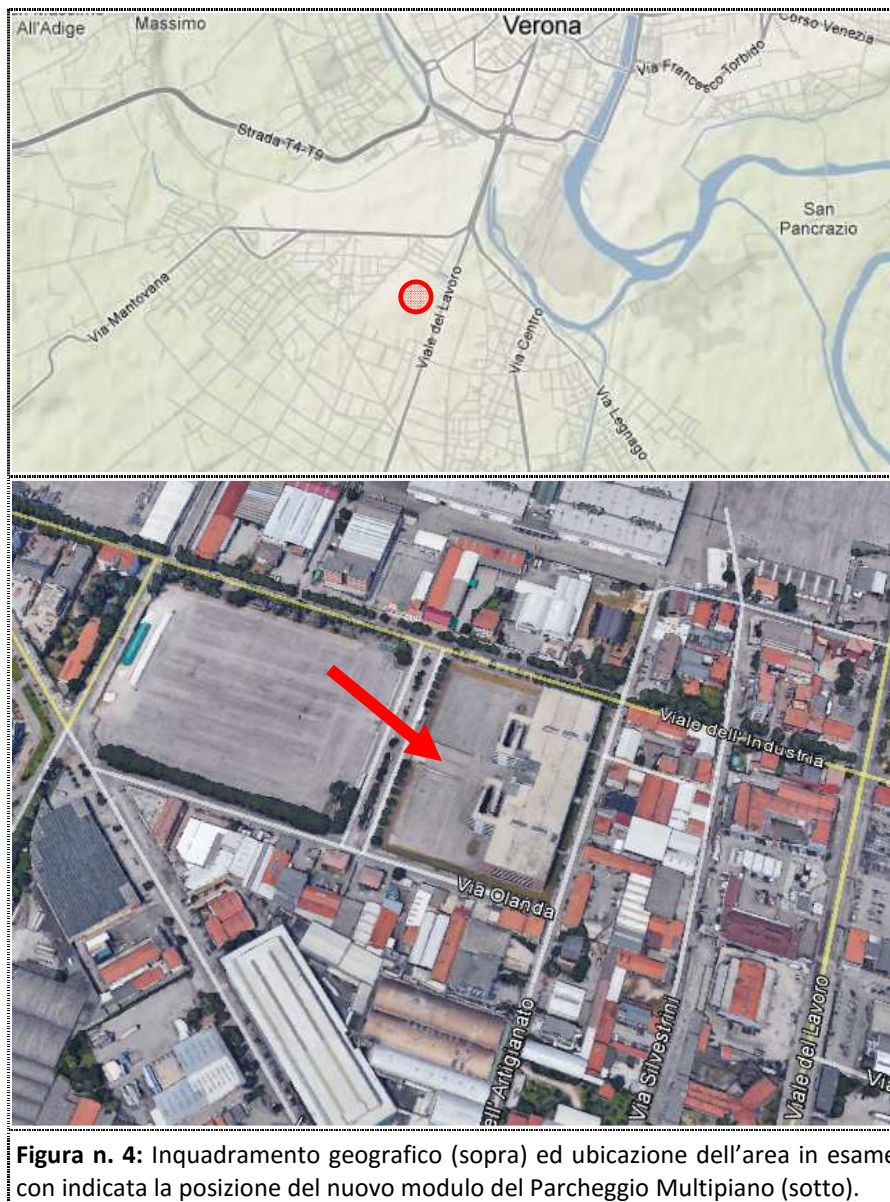 All'Adige
Massimo
Verona
Corso Venezia
Via Francesco Torbido
Strada T4-T9
San
Pancrazio
Via Mantovana
Viale del Lavoro
Via Centro
Via Legnago
Viale dell' Industria
Via Olanda
ell' Artigianato
Via Silvestrini
Viale del Lavoro
Figura n. 4: Inquadramento geografico (sopra) ed ubicazione dell'area in esame
con indicata la posizione del nuovo modulo del Parcheggio Multipiano (sotto).